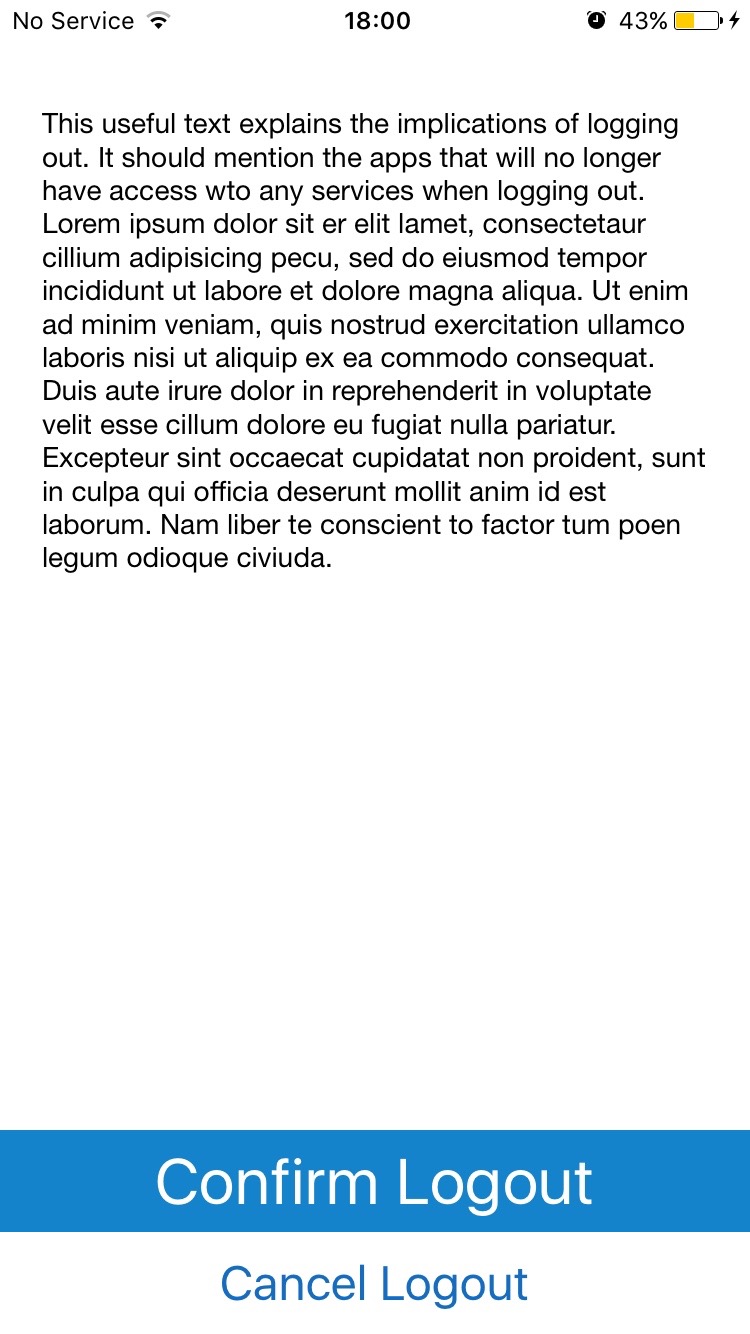 No Service 18:00 43%
This useful text explains the implications of logging
out. It should mention the apps that will no longer
have access wto any services when logging out.
Lorem ipsum dolor sit er elit lamet, consectetaur
cillium adipisicing pecu, sed do eiusmod tempor
incididunt ut labore et dolore magna aliqua. Ut enim
ad minim veniam, quis nostrud exercitation ullamco
laboris nisi ut aliquip ex ea commodo consequat.
Duis aute irure dolor in reprehenderit in voluptate
velit esse cillum dolore eu fugiat nulla pariatur.
Excepteur sint occaecat cupidatat non proident, sunt
in culpa qui officia deserunt mollit anim id est
laborum. Nam liber te conscient to factor tum poen
legum odioque civiuda.
Confirm Logout
Cancel Logout